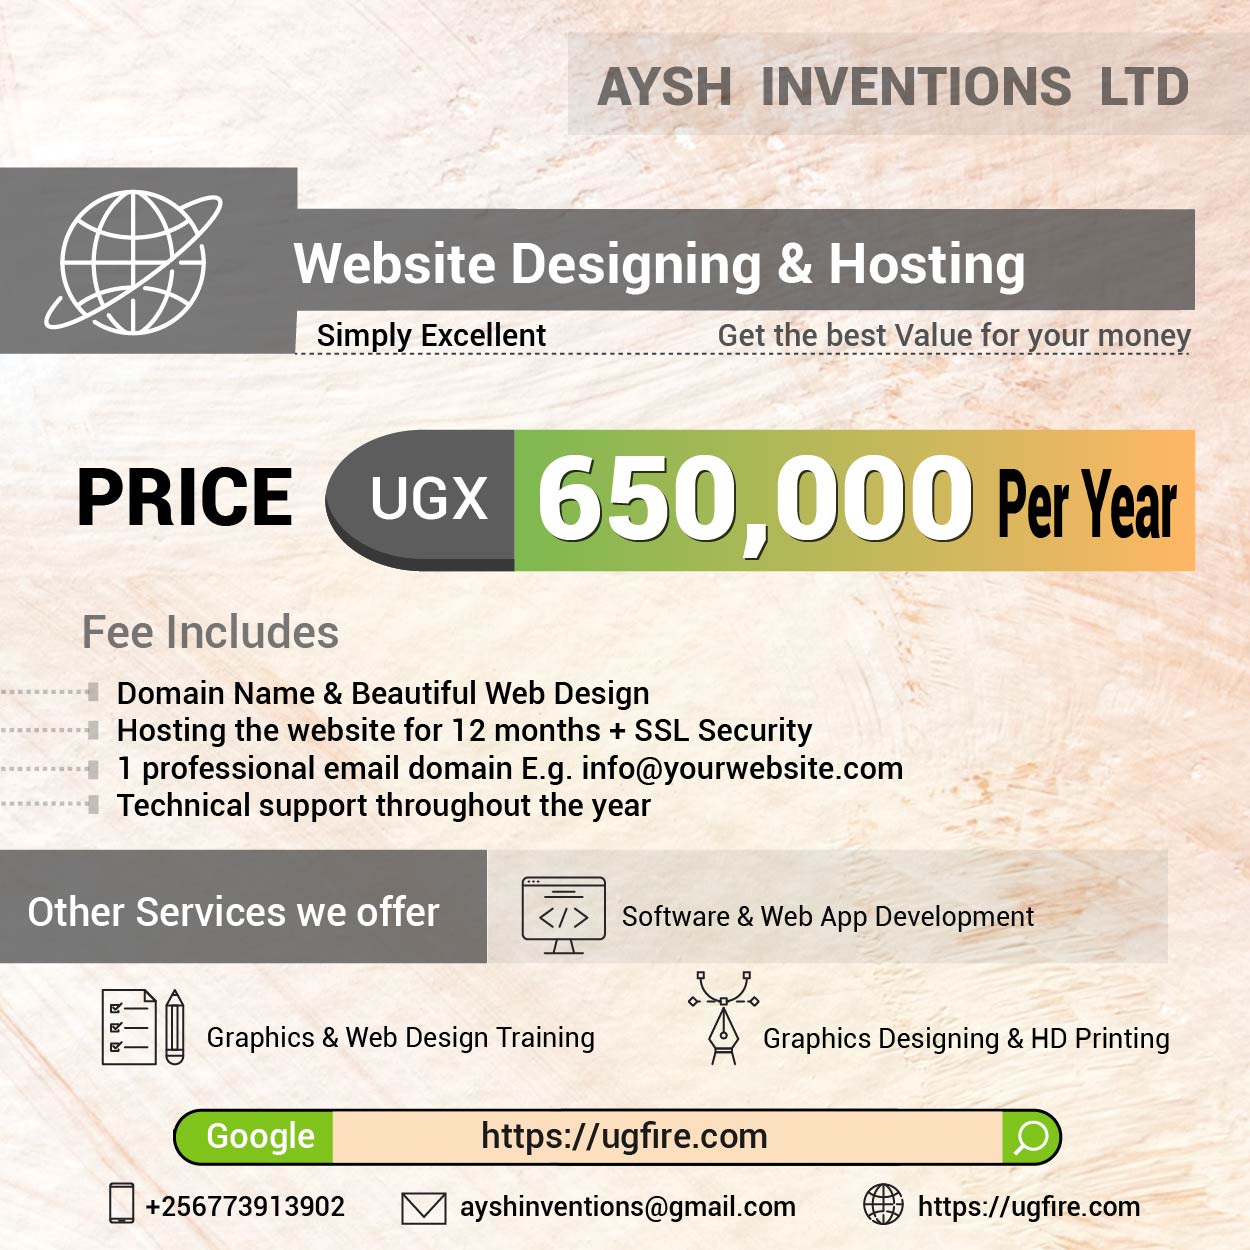 AYSH INVENTIONS LTD
Website Designing & Hosting
Simply Excellent
Get the best Value for your money
PRICE UGX 650,000 Per Year
Fee Includes
Domain Name & Beautiful Web Design
Hosting the website for 12 months + SSL Security
1 professional email domain E.g. info@yourwebsite.com
Technical support throughout the year
Other Services we offer
Software & Web App Development
Graphics & Web Design Training
Graphics Designing & HD Printing
Google https://ugfire.com
+256773913902
ayshinventions@gmail.com
https://ugfire.com